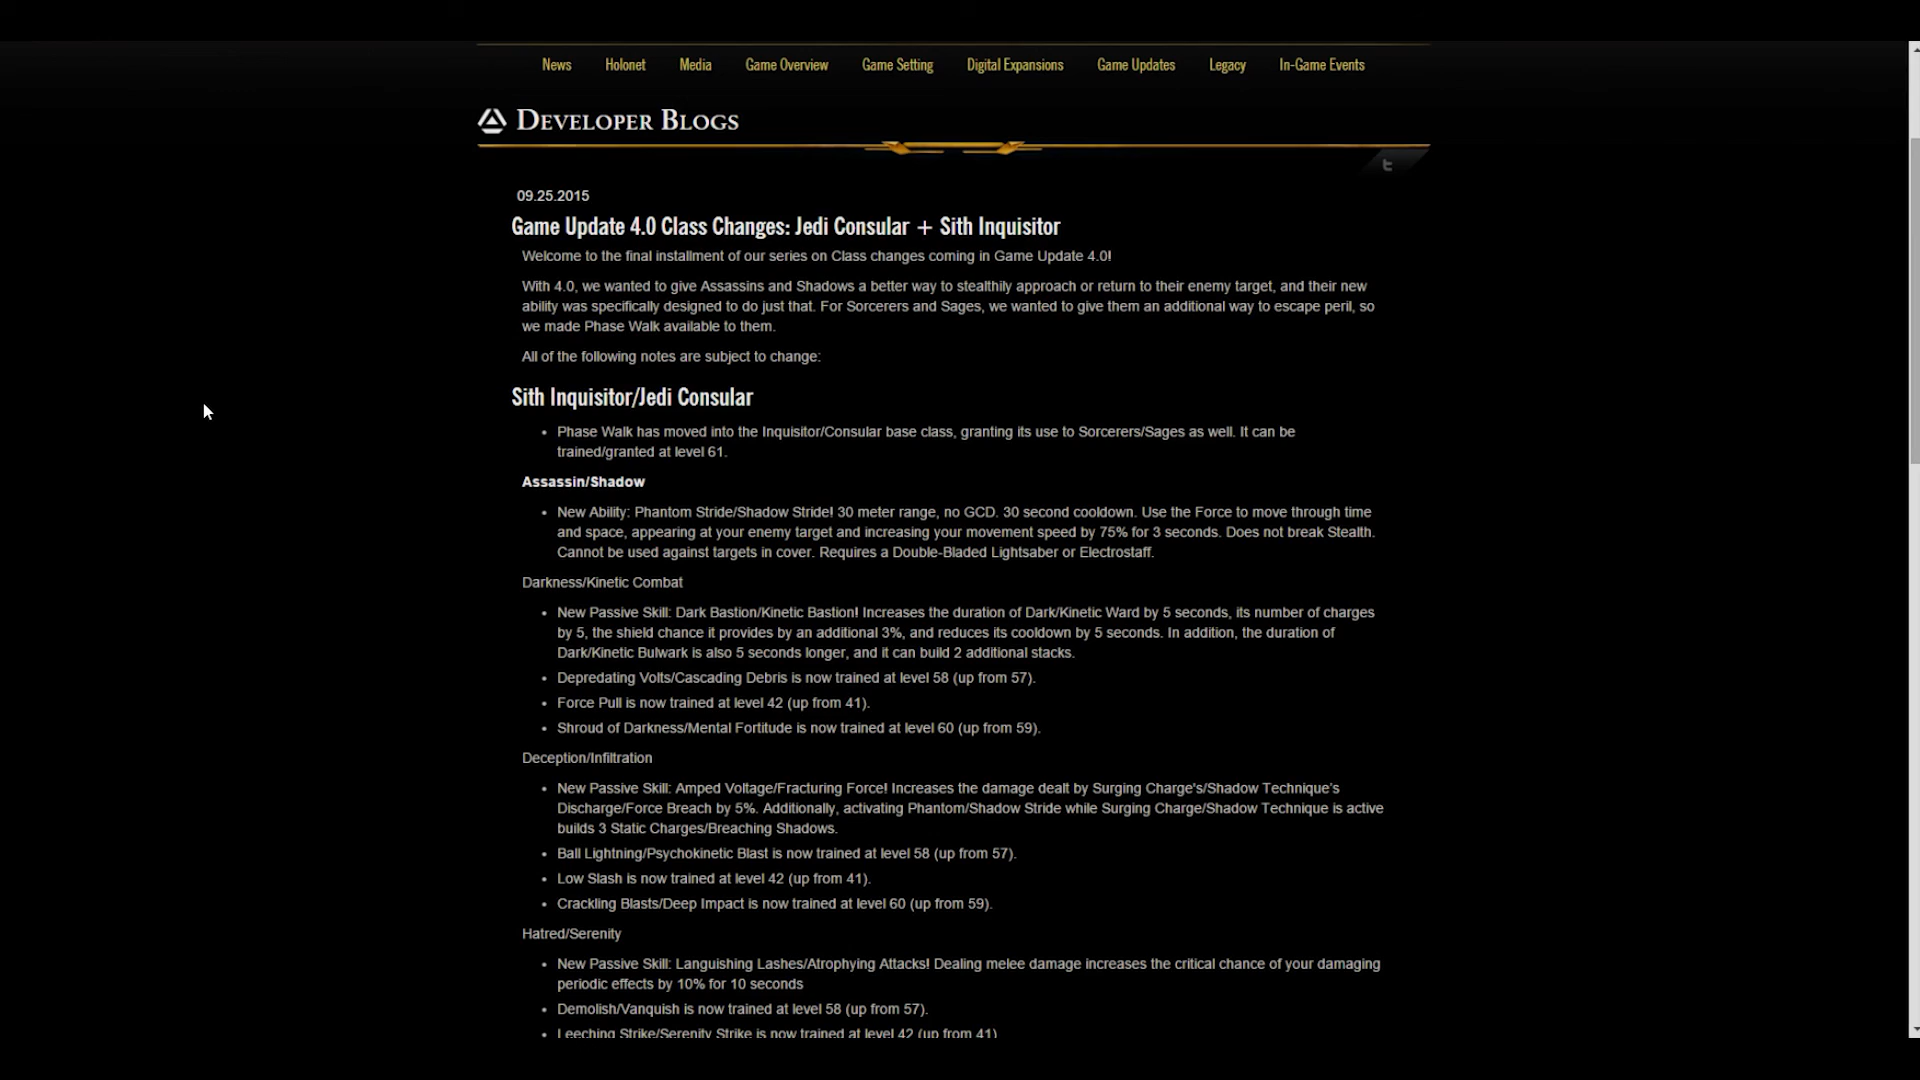 News Holonet Media Game Overview Game Setting Digital Expansions Game Updates Legacy In-Game Events
Developer Blogs
t
09.25.2015
Game Update 4.0 Class Changes: Jedi Consular + Sith Inquisitor
Welcome to the final installment of our series on Class changes coming in Game Update 4.0!
With 4.0, we wanted to give Assassins and Shadows a better way to stealthily approach or return to their enemy target, and their new
ability was specifically designed to do just that. For Sorcerers and Sages, we wanted to give them an additional way to escape peril, so
we made Phase Walk available to them.
All of the following notes are subject to change:
Sith Inquisitor/Jedi Consular
• Phase Walk has moved into the Inquisitor/Consular base class, granting its use to Sorcerers/Sages as well. It can be
trained/granted at level 61.
Assassin/Shadow
• New Ability: Phantom Stride/Shadow Stride! 30 meter range, no GCD. 30 second cooldown. Use the Force to move through time
and space, appearing at your enemy target and increasing your movement speed by 75% for 3 seconds. Does not break Stealth.
Cannot be used against targets in cover. Requires a Double-Bladed Lightsaber or Electrostaff.
Darkness/Kinetic Combat
• New Passive Skill: Dark Bastion/Kinetic Bastion! Increases the duration of Dark/Kinetic Ward by 5 seconds, its number of charges
by 5, the shield chance it provides by an additional 3%, and reduces its cooldown by 5 seconds. In addition, the duration of
Dark/Kinetic Bulwark is also 5 seconds longer, and it can build 2 additional stacks.
• Depredating Volts/Cascading Debris is now trained at level 58 (up from 57).
• Force Pull is now trained at level 42 (up from 41).
• Shroud of Darkness/Mental Fortitude is now trained at level 60 (up from 59).
Deception/Infiltration
• New Passive Skill: Amped Voltage/Fracturing Force! Increases the damage dealt by Surging Charge's/Shadow Technique's
Discharge/Force Breach by 5%. Additionally, activating Phantom/Shadow Stride while Surging Charge/Shadow Technique is active
builds 3 Static Charges/Breaching Shadows.
• Ball Lightning/Psychokinetic Blast is now trained at level 58 (up from 57).
• Low Slash is now trained at level 42 (up from 41).
• Crackling Blasts/Deep Impact is now trained at level 60 (up from 59).
Hatred/Serenity
• New Passive Skill: Languishing Lashes/Atrophying Attacks! Dealing melee damage increases the critical chance of your damaging
periodic effects by 10% for 10 seconds
• Demolish/Vanquish is now trained at level 58 (up from 57).
• Leeching Strike/Serenity Strike is now trained at level 42 (up from 41)